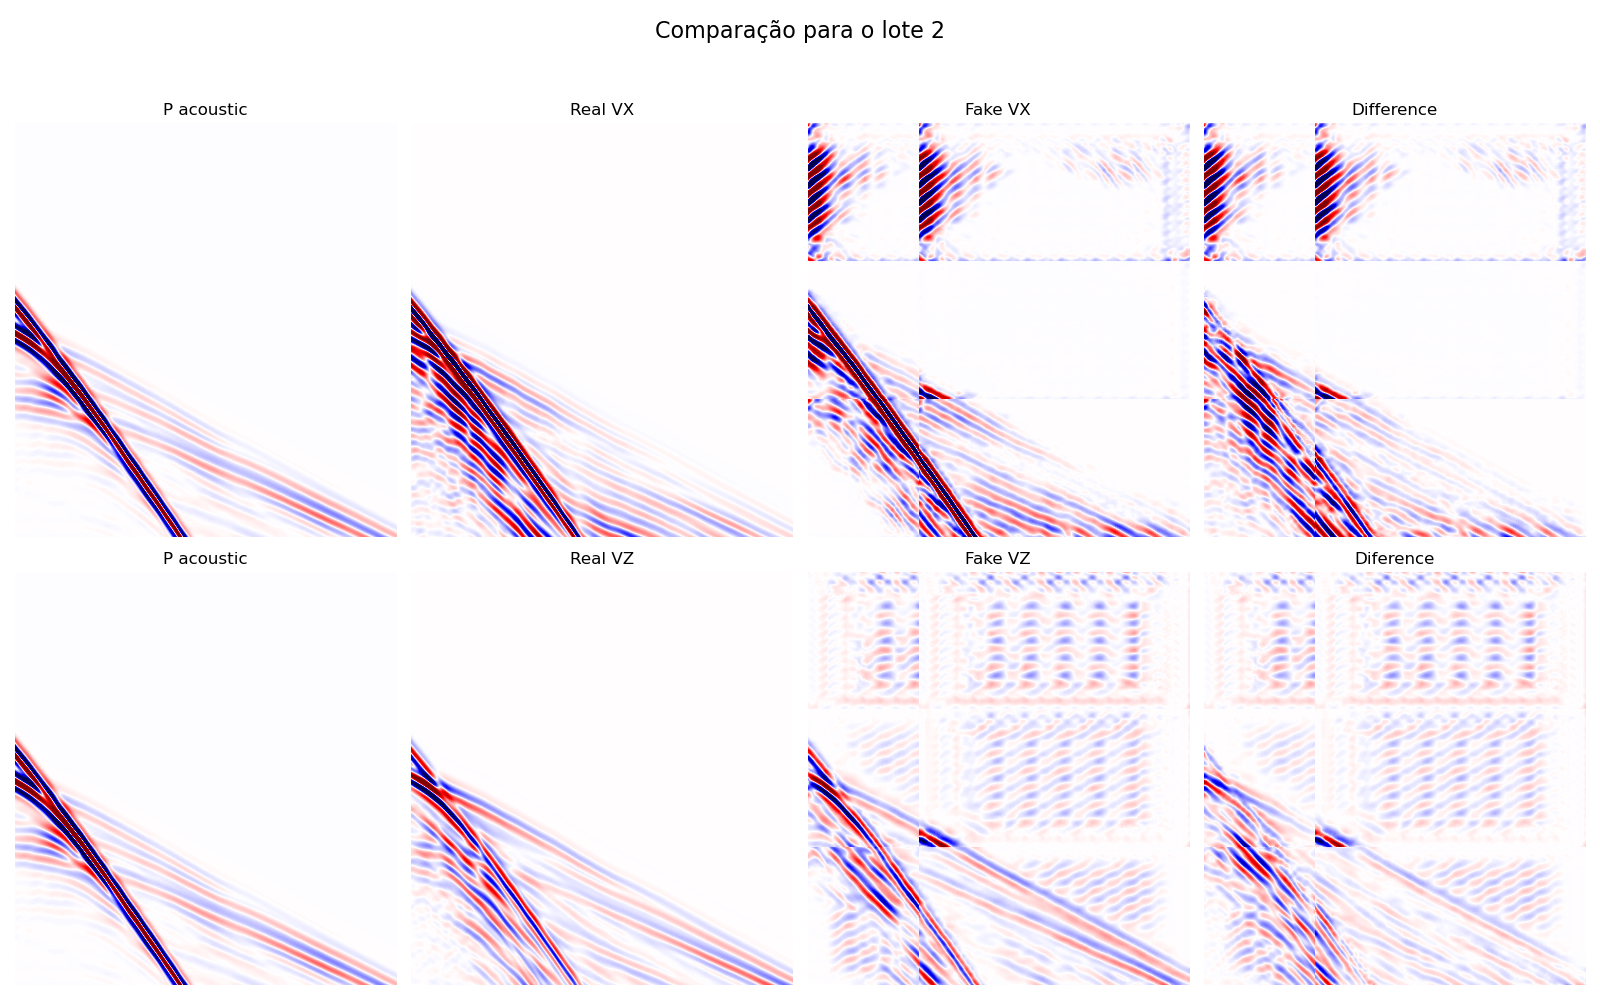 Comparação para o lote 2
P acoustic
Real VX
Fake VX
Difference
P acoustic
Real VZ
Fake VZ
Diference